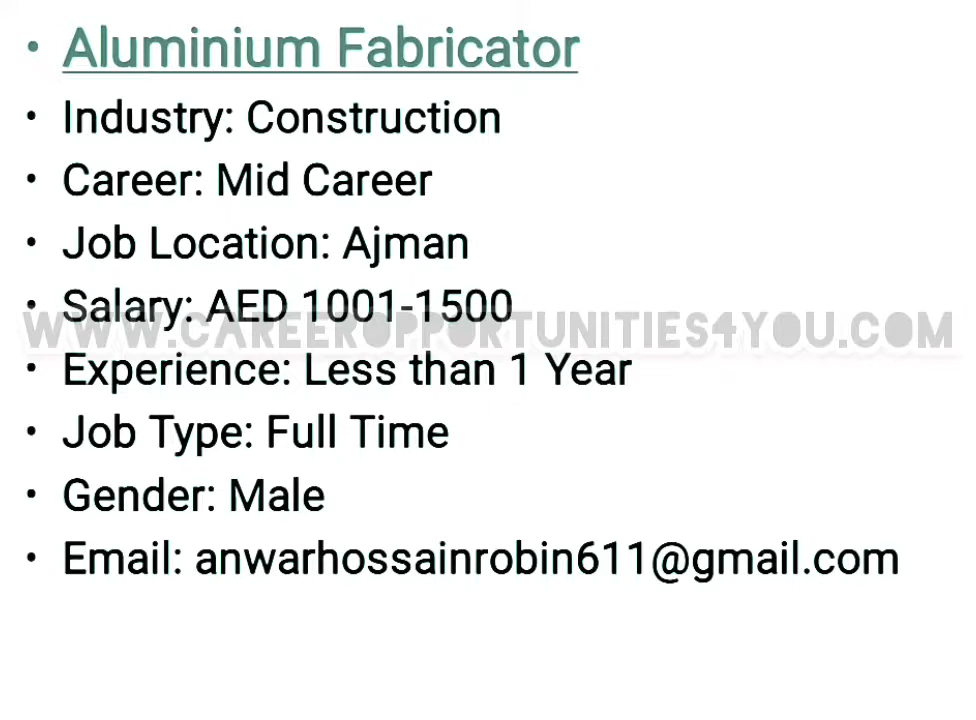 • Aluminium Fabricator
• Industry: Construction
• Career: Mid Career
• Job Location: Ajman
• Salary: AED 1001-1500
WWW.CAREEROPPORTUNITIES4YOU.COM
• Experience: Less than 1 Year
• Job Type: Full Time
• Gender: Male
• Email: anwarhossainrobin611@gmail.com